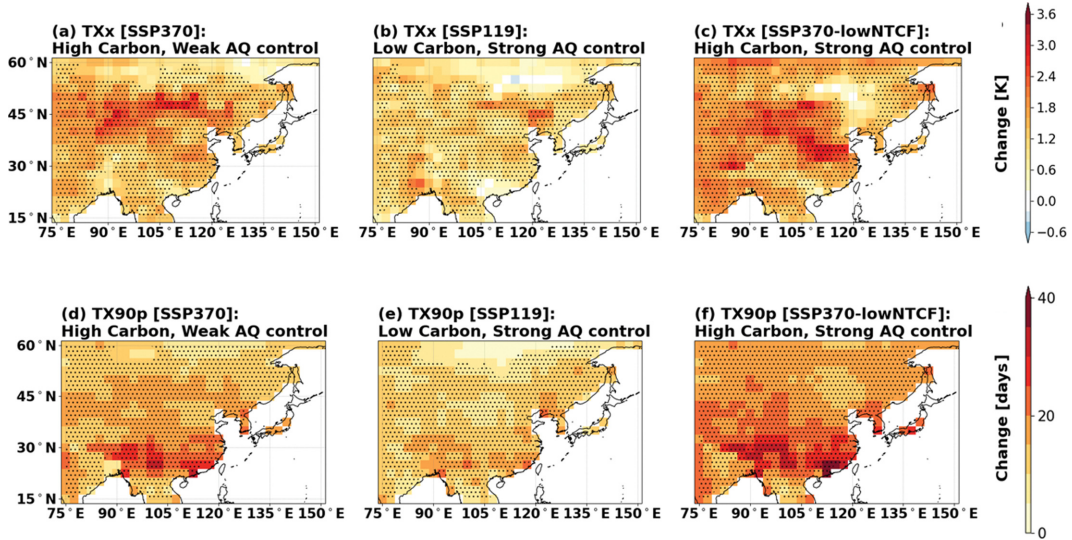 (a) TXx [SSP370]:
High Carbon, Weak AQ control
(b) TXx [SSP119]:
Low Carbon, Strong AQ control
(c) TXx [SSP370-lowNTCF]:
High Carbon, Strong AQ control
60°N
45°N
30°N
15°N
75°E 90°E 105°E 120°E 135°E 150°E
75°E 90°E 105°E 120°E 135°E 150°E
75°E 90°E 105°E 120°E 135°E 150°E
Change [K]
3.6
3.0
2.4
1.8
1.2
0.6
0.0
−0.6
(d) TX90p [SSP370]:
High Carbon, Weak AQ control
(e) TX90p [SSP119]:
Low Carbon, Strong AQ control
(f) TX90p [SSP370-lowNTCF]:
High Carbon, Strong AQ control
60°N
45°N
30°N
15°N
75°E 90°E 105°E 120°E 135°E 150°E
75°E 90°E 105°E 120°E 135°E 150°E
75°E 90°E 105°E 120°E 135°E 150°E
Change [days]
40
20
0